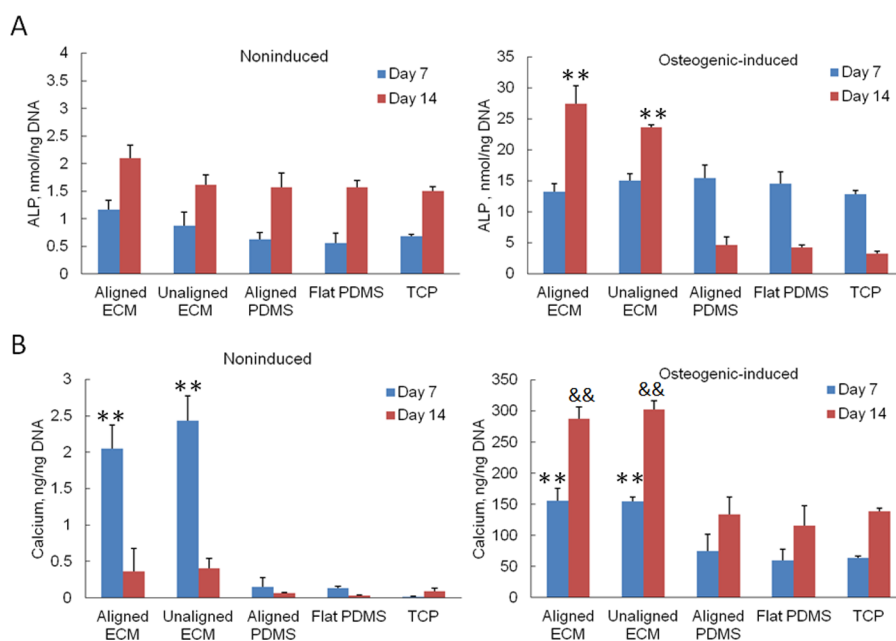 A
Noninduced
Day 7
Day 14
ALP, nmol/ng DNA
4
3.5
3
2.5
2
1.5
1
0.5
0
Aligned ECM
Unaligned ECM
Aligned PDMS
Flat PDMS
TCP
Osteogenic-induced
Day 7
Day 14
ALP , nmol/ng DNA
35
30
25
20
15
10
5
0
**
**
Aligned ECM
Unaligned ECM
Aligned PDMS
Flat PDMS
TCP
B
Noninduced
Day 7
Day 14
Calcium, ng/ng DNA
3
2.5
2
1.5
1
0.5
0
**
**
Aligned ECM
Unaligned ECM
Aligned PDMS
Flat PDMS
TCP
Osteogenic-induced
Day 7
Day 14
Calcium, ng/ng DNA
350
300
250
200
150
100
50
0
&&
&&
**
**
Aligned ECM
Unaligned ECM
Aligned PDMS
Flat PDMS
TCP